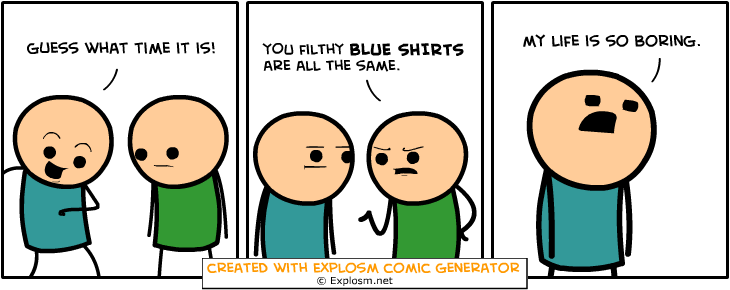 GUESS WHAT TIME IT IS!
YOU FILTHY BLUE SHIRTS
ARE ALL THE SAME.
MY LIFE IS SO BORING.
CREATED WITH EXPLOSM COMIC GENERATOR
© Explosm.net